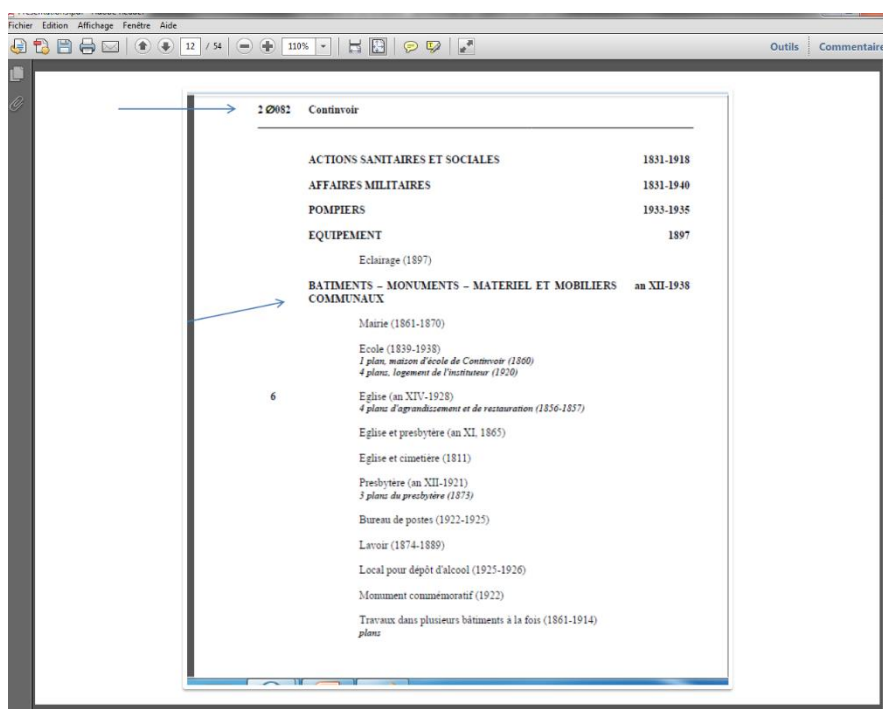 Fichier Edition Affichage Fenêtre Aide
12 / 54 110% Outils Commentaire
2 Ø082 Continvoir
ACTIONS SANITAIRES ET SOCIALES 1831-1918
AFFAIRES MILITAIRES 1831-1940
POMPIERS 1933-1935
EQUIPEMENT 1897
Eclairage (1897)
BATIMENTS – MONUMENTS – MATERIEL ET MOBILIERS an XII-1938
COMMUNAUX
Mairie (1861-1870)
Ecole (1839-1938)
1 plan, maison d'école de Continvoir (1860)
4 plans, logement de l'instituteur (1920)
6 Eglise (an XIV-1928)
4 plans d'agrandissement et de restauration (1856-1857)
Eglise et presbytère (an XI, 1865)
Eglise et cimetière (1811)
Presbytère (an XII-1921)
3 plans du presbytère (1873)
Bureau de postes (1922-1925)
Lavoir (1874-1889)
Local pour dépôt d'alcool (1925-1926)
Monument commémoratif (1922)
Travaux dans plusieurs bâtiments à la fois (1861-1914)
plans